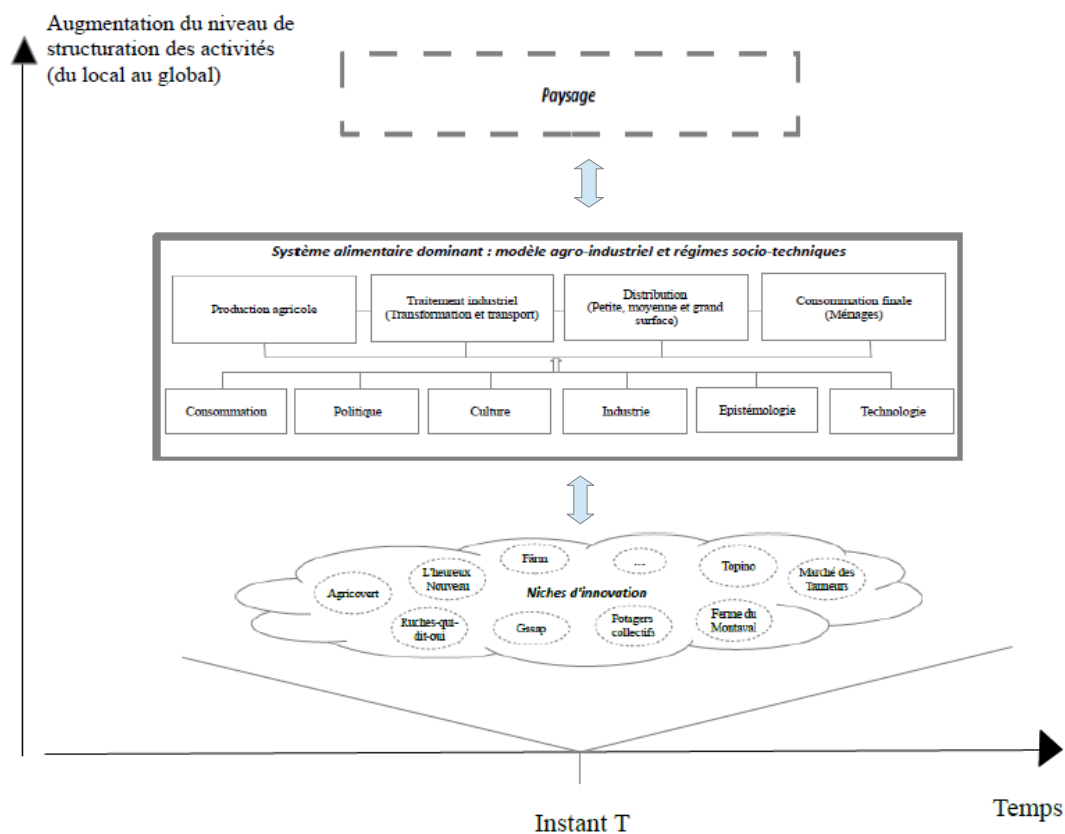 Augmentation du niveau de
structuration des activités
(du local au global)
Paysage
Système alimentaire dominant : modèle agro-industriel et régimes socio-techniques
Production agricole
Traitement industriel
(Transformation et transport)
Distribution
(Petite, moyenne et grand
surface)
Consommation finale
(Ménages)
Consommation
Politique
Culture
Industrie
Epistémologie
Technologie
Agricovert
L'heureux
Nouveau
Färm
...
Topino
Marché des
Tanneurs
Niches d'innovation
Ruches-qui-
dit-oui
Gasap
Potagers
collectifs
Ferme du
Montaval
Instant T
Temps